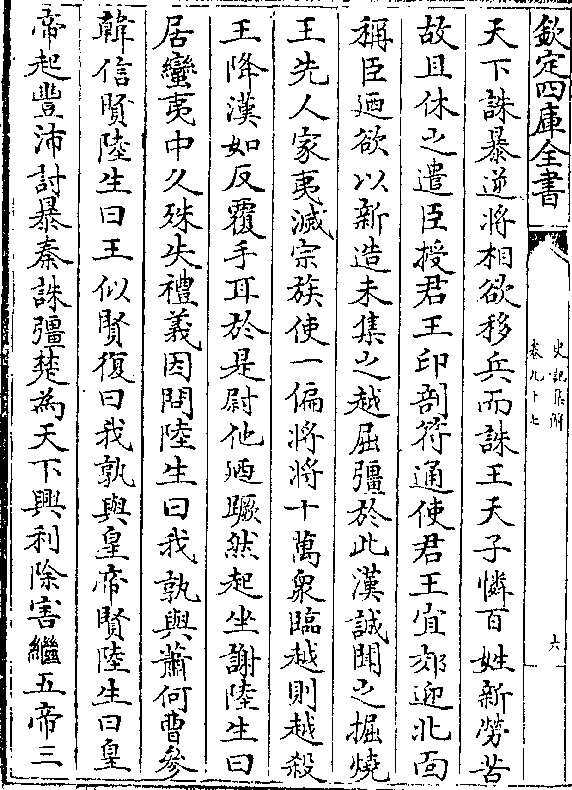 欽定四庫全書
史記集解
卷九十七
六
天下誅暴逆將相欲移兵而誅王天子憐百姓新勞苦
故且休之遣臣授君王印剖符通使君王宜郊迎北面
稱臣廼欲以新造未集之越屈彊於此漢誠聞之掘燒
王先人冢夷滅宗族使一偏將將十萬衆臨越則越殺
王降漢如反覆手耳於是尉他廼蹶然起坐謝陸生曰
居蠻夷中久殊失禮義因問陸生曰我孰與蕭何曹參
韓信賢陸生曰王似賢復曰我孰與皇帝賢陸生曰皇
帝起豐沛討暴秦誅彊楚為天下興利除害繼五帝三